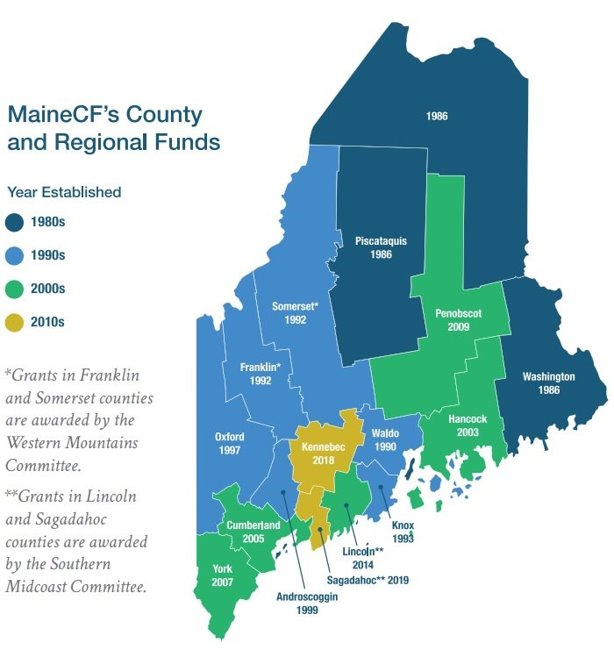 MaineCF’s County
and Regional Funds
Year Established
1980s
1990s
2000s
2010s
*Grants in Franklin
and Somerset counties
are awarded by the
Western Mountains
Committee.
**Grants in Lincoln
and Sagadahoc
counties are awarded
by the Southern
Midcoast Committee.
1986
Piscataquis
1986
Somerset*
1992
Penobscot
2009
Franklin*
1992
Washington
1986
Hancock
2003
Oxford
1997
Kennebec
2018
Waldo
1990
Knox
1993
Cumberland
2005
Lincoln**
2014
York
2007
Sagadahoc** 2019
Androscoggin
1999